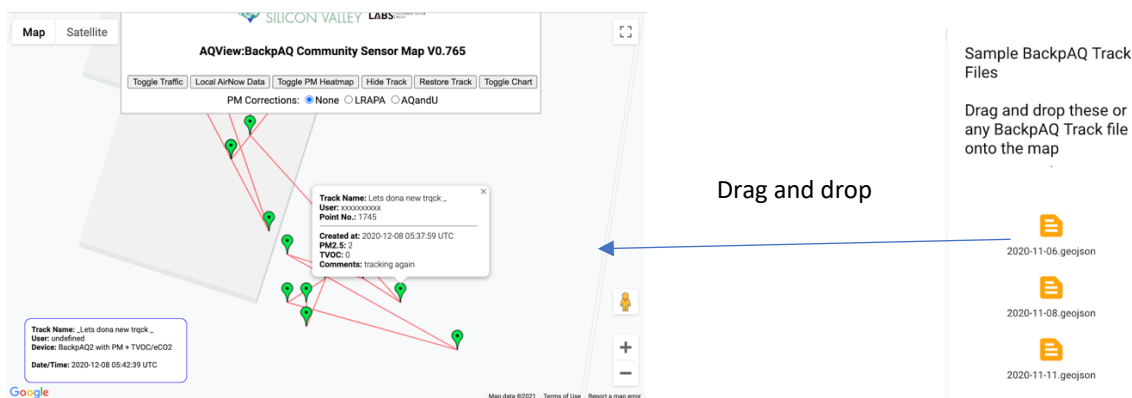 SILICON VALLEY LABS
Map Satellite
AQView:BackpAQ Community Sensor Map V0.765
Toggle Traffic Local AirNow Data Toggle PM Heatmap Hide Track Restore Track Toggle Chart
PM Corrections: None LRAPA AQandU
Track Name: Lets dona new trqck _
User: xxxxxxxxxx
Point No.: 1745
Created at: 2020-12-08 05:37:59 UTC
PM2.5: 2
TVOC: 0
Comments: tracking again
Track Name: _Lets dona new trqck _
User: undefined
Device: BackpAQ2 with PM + TVOC/eCO2
Date/Time: 2020-12-08 05:42:39 UTC
Google
Map data ©2021 Terms of Use Report a map error
Drag and drop
Sample BackpAQ Track
Files
Drag and drop these or
any BackpAQ Track file
onto the map
2020-11-06.geojson
2020-11-08.geojson
2020-11-11.geojson